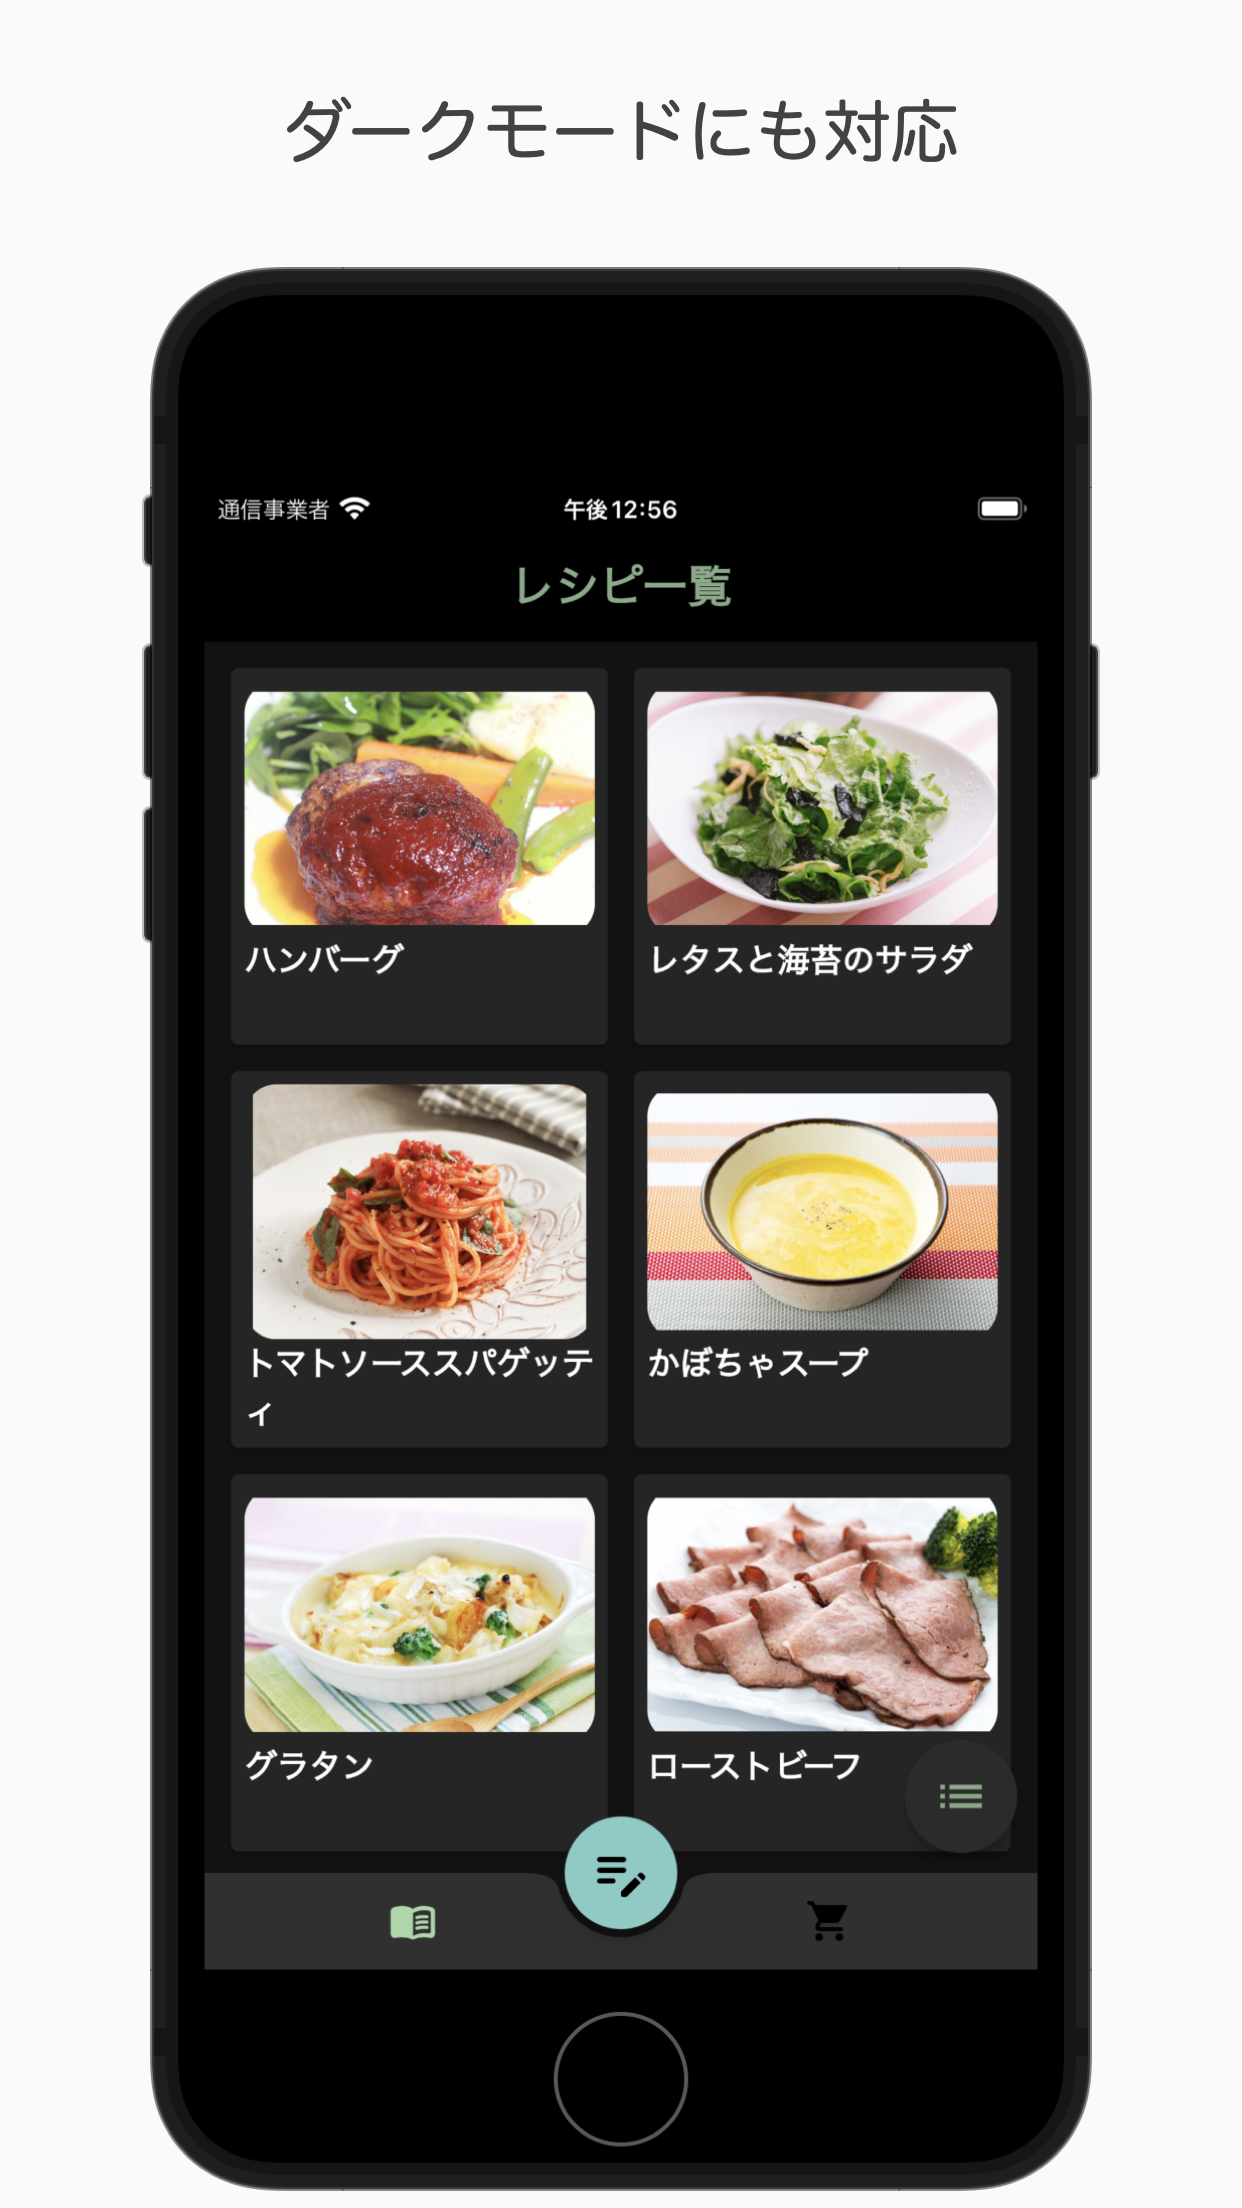 ダークモードにも対応
通信事業者
午後12:56
レシピ一覧
ハンバーグ
レタスと海苔のサラダ
トマトソーススパゲッテ
ィ
かぼちゃスープ
グラタン
ローストビーフ